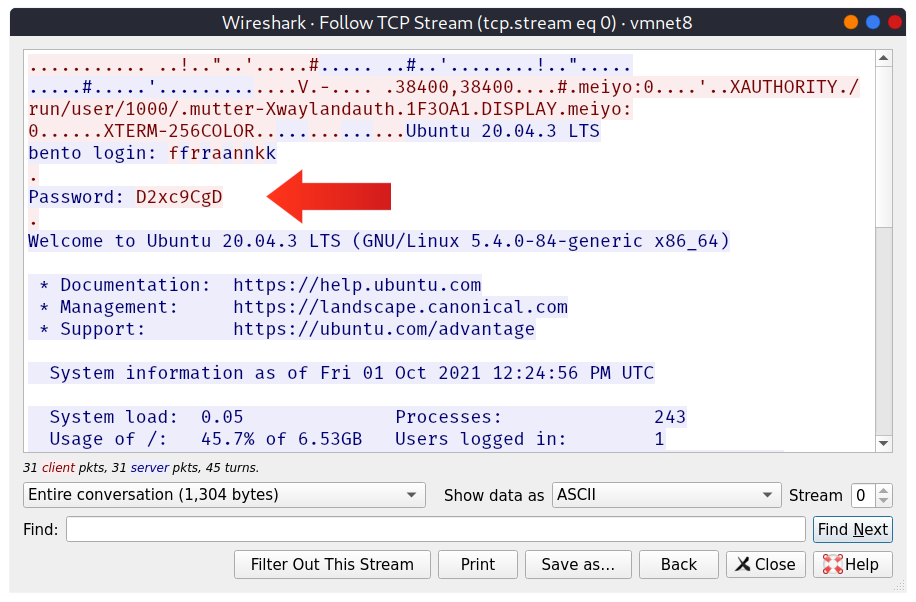 Wireshark · Follow TCP Stream (tcp.stream eq 0) · vmnet8
........... ..!.."..'.....#..... ..#..'........!..".....
.....#.....'.............V.-.... .38400,38400....#.meiyo:0....'..XAUTHORITY./
run/user/1000/.mutter-Xwaylandauth.1F3OA1.DISPLAY.meiyo:
0......XTERM-256COLOR..............Ubuntu 20.04.3 LTS
bento login: ffrraannkk
.
Password: D2xc9CgD
.
Welcome to Ubuntu 20.04.3 LTS (GNU/Linux 5.4.0-84-generic x86_64)
* Documentation:  https://help.ubuntu.com
* Management:     https://landscape.canonical.com
* Support:        https://ubuntu.com/advantage
System information as of Fri 01 Oct 2021 12:24:56 PM UTC
System load:  0.05              Processes:              243
Usage of /:   45.7% of 6.53GB   Users logged in:        1
31 client pkts, 31 server pkts, 45 turns.
Entire conversation (1,304 bytes) Show data as ASCII Stream 0
Find: Find Next
Filter Out This Stream Print Save as… Back Close Help